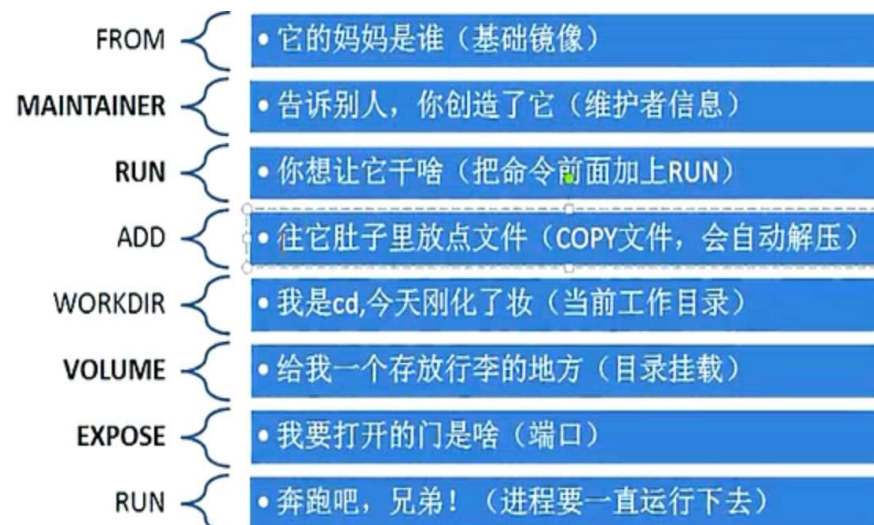 FROM • 它的妈妈是谁（基础镜像）
MAINTAINER • 告诉别人，你创造了它（维护者信息）
RUN • 你想让它干啥（把命令前面加上RUN）
ADD • 往它肚子里放点文件（COPY文件，会自动解压）
WORKDIR • 我是cd,今天刚化了妆（当前工作目录）
VOLUME • 给我一个存放行李的地方（目录挂载）
EXPOSE • 我要打开的门是啥（端口）
RUN • 奔跑吧，兄弟！（进程要一直运行下去）